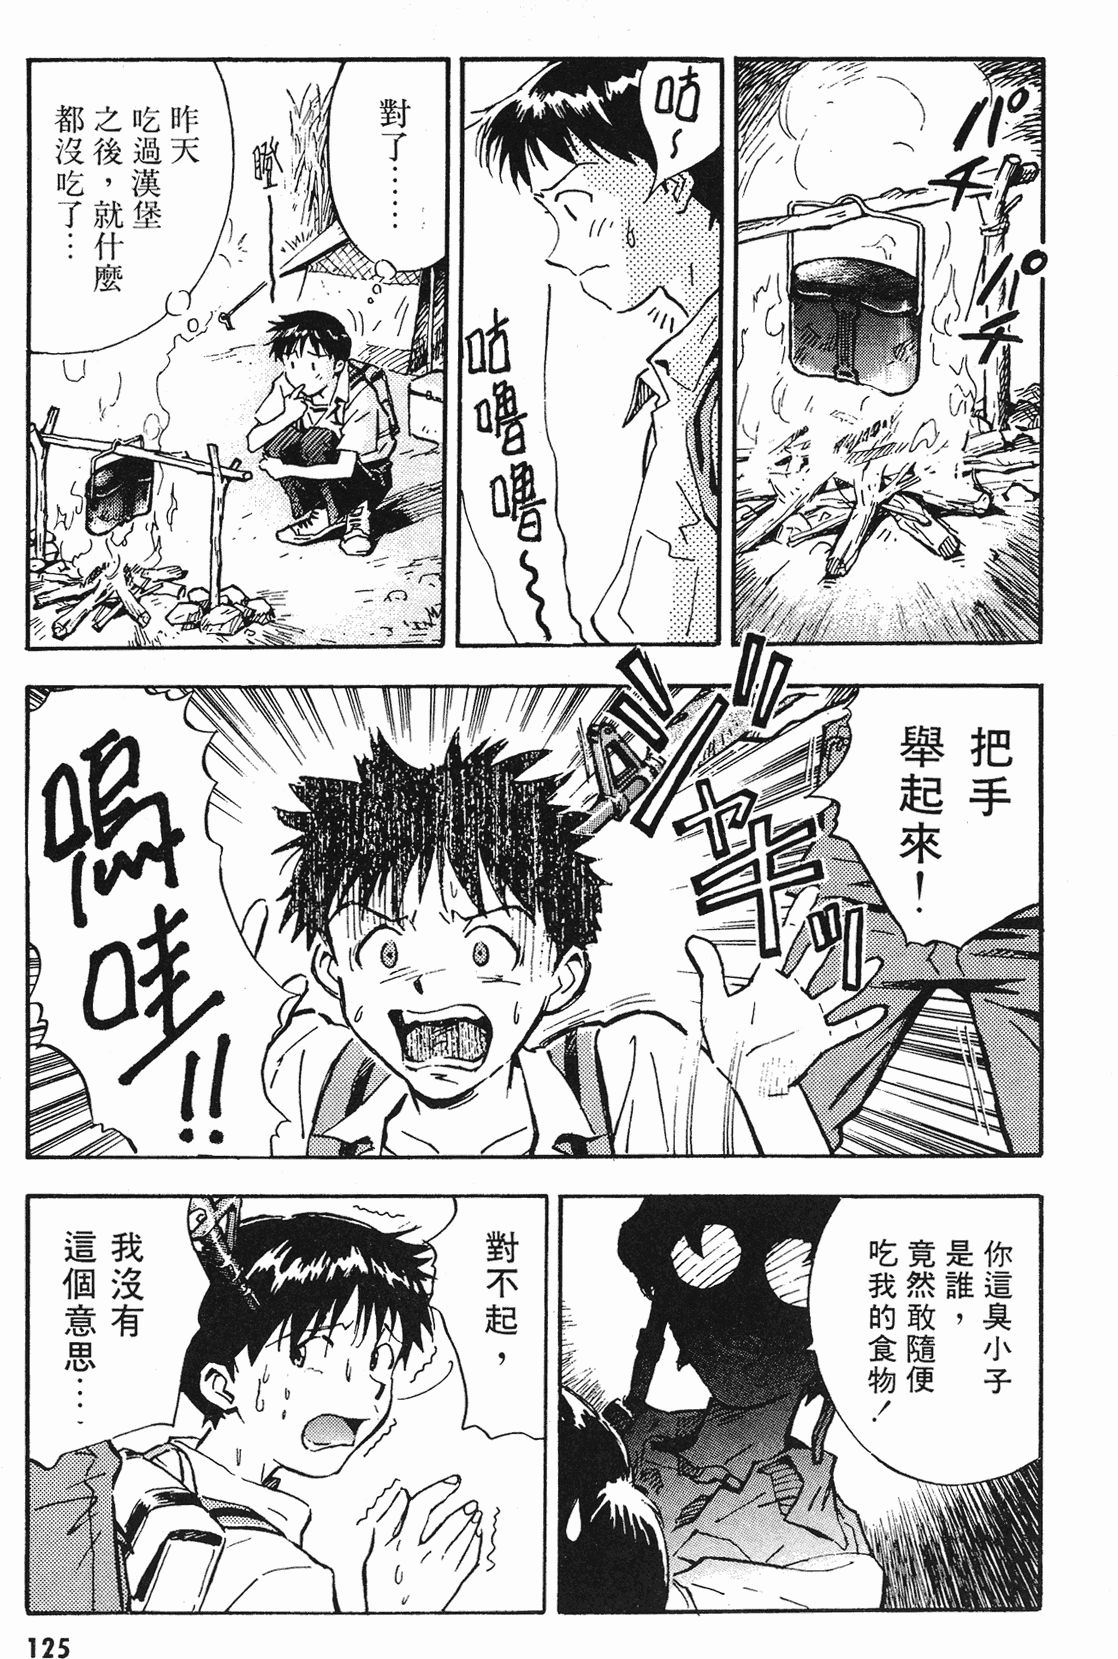 パチ
パチ
咕~
咕嚕嚕~
對了……
瞪—
昨天
吃過漢堡
之後，就什麼
都沒吃了…
把手
舉起來！
ジャキッ
嗚哇!!
你這臭小子
是誰，
竟然敢隨便
吃我的食物！
對不起，
我沒有
這個意思……
125